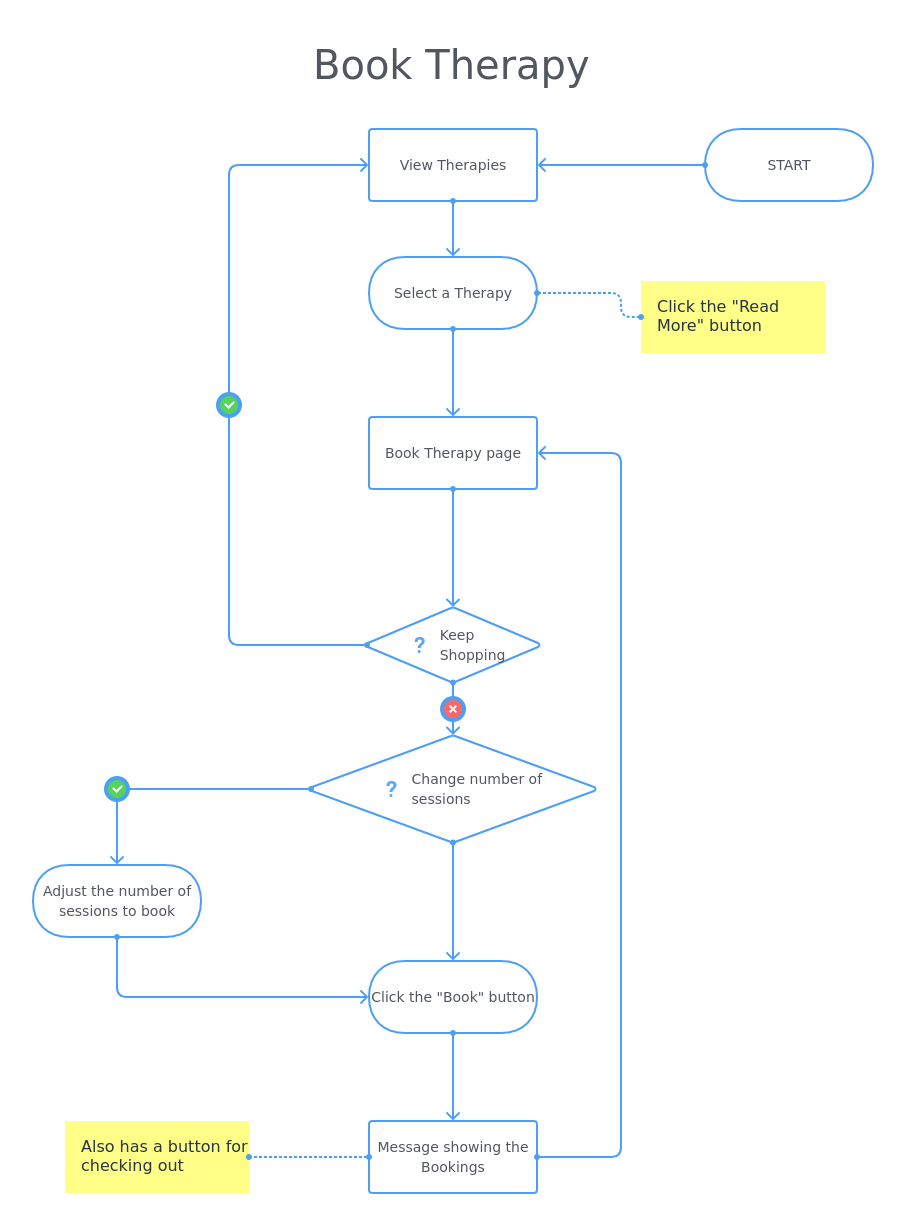 Book Therapy
View Therapies
START
Select a Therapy
Click the "Read
More" button
Book Therapy page
? Keep
Shopping
? Change number of
sessions
Adjust the number of
sessions to book
Click the "Book" button
Also has a button for
checking out
Message showing the
Bookings